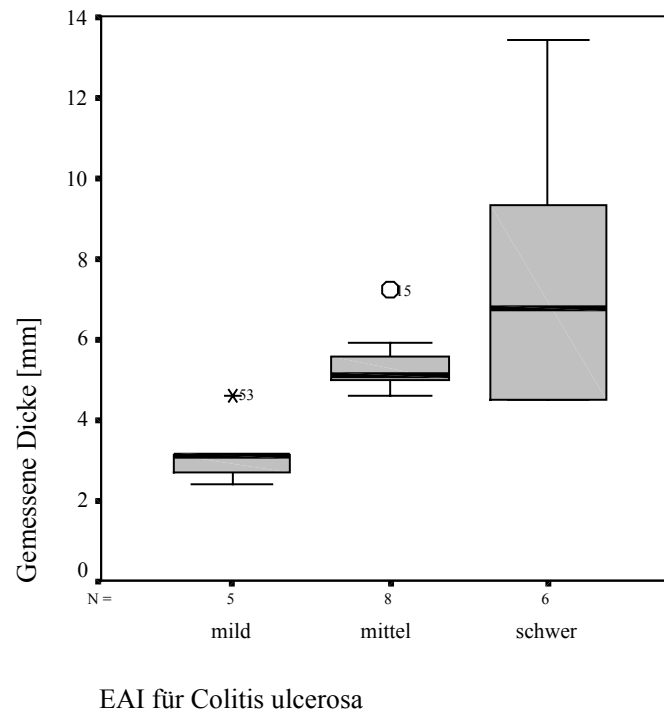 14
12
10
8
6
4
2
0
Gemessene Dicke [mm]
15
53
N = 5 8 6
mild mittel schwer
EAI für Colitis ulcerosa